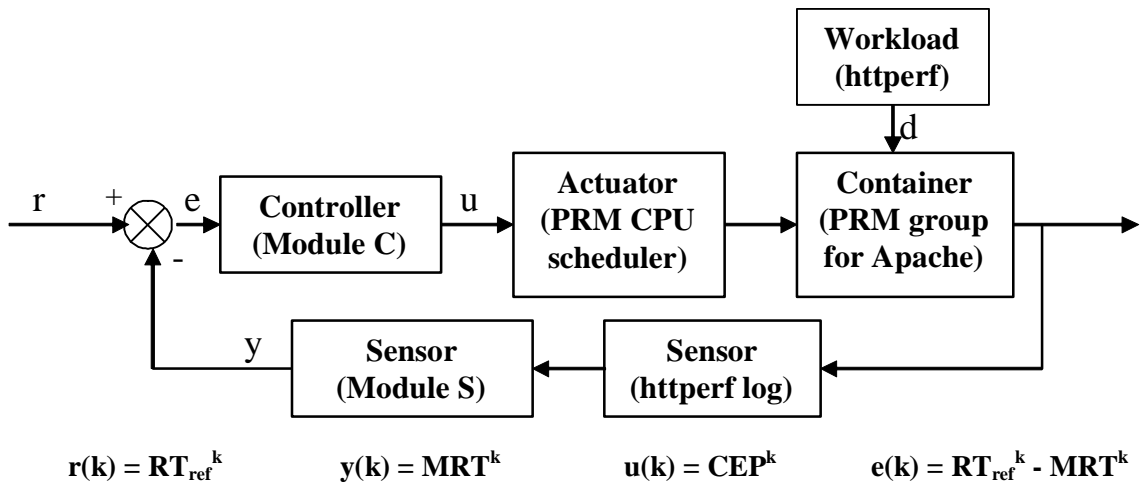 Workload
(httperf)
d
r
+
-
e
Controller
(Module C)
u
Actuator
(PRM CPU
scheduler)
Container
(PRM group
for Apache)
y
Sensor
(Module S)
Sensor
(httperf log)
r(k) = RT_ref^k
y(k) = MRT^k
u(k) = CEP^k
e(k) = RT_ref^k - MRT^k